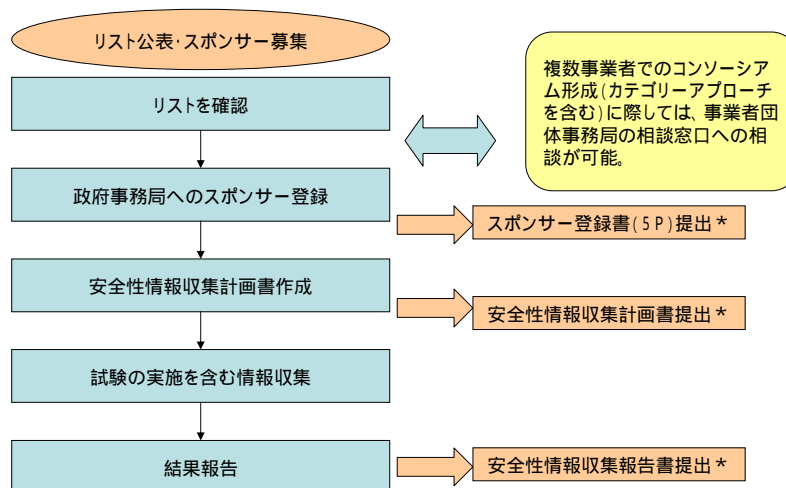 リスト公表・スポンサー募集
リストを確認
複数事業者でのコンソーシア
ム形成(カテゴリーアプローチ
を含む)に際しては、事業者団
体事務局の相談窓口への相
談が可能。
政府事務局へのスポンサー登録
スポンサー登録書(5P)提出*
安全性情報収集計画書作成
安全性情報収集計画書提出*
試験の実施を含む情報収集
結果報告
安全性情報収集報告書提出*